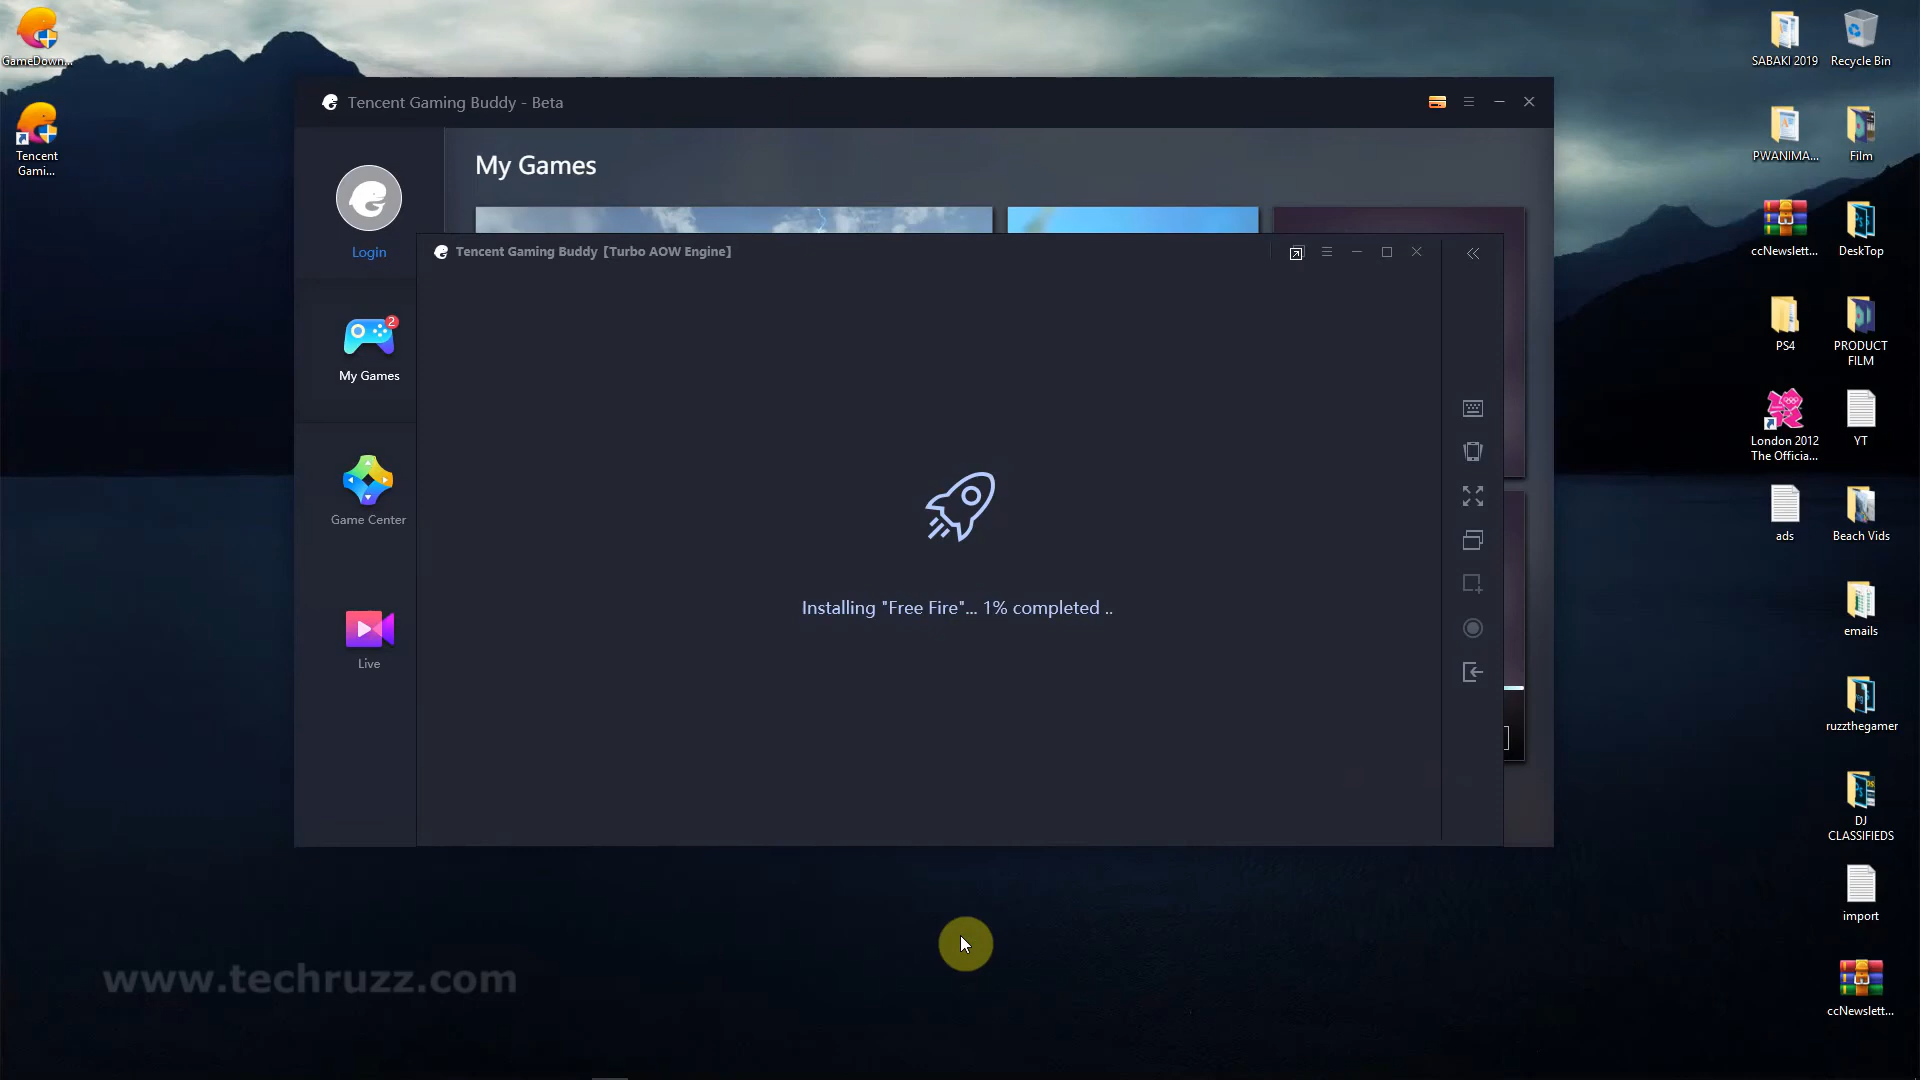 GameDown...
Tencent
Gami...
Tencent Gaming Buddy - Beta
Login
My Games
2
My Games
Game Center
Live
Tencent Gaming Buddy【Turbo AOW Engine】
Installing "Free Fire"... 1% completed ..
SABAKI 2019
Recycle Bin
PWANIMA...
Film
ccNewslett...
DeskTop
PS4
PRODUCT
FILM
London 2012
The Officia...
YT
ads
Beach Vids
emails
ruzzthegamer
DJ
CLASSIFIEDS
import
ccNewslett...
www.techruzz.com